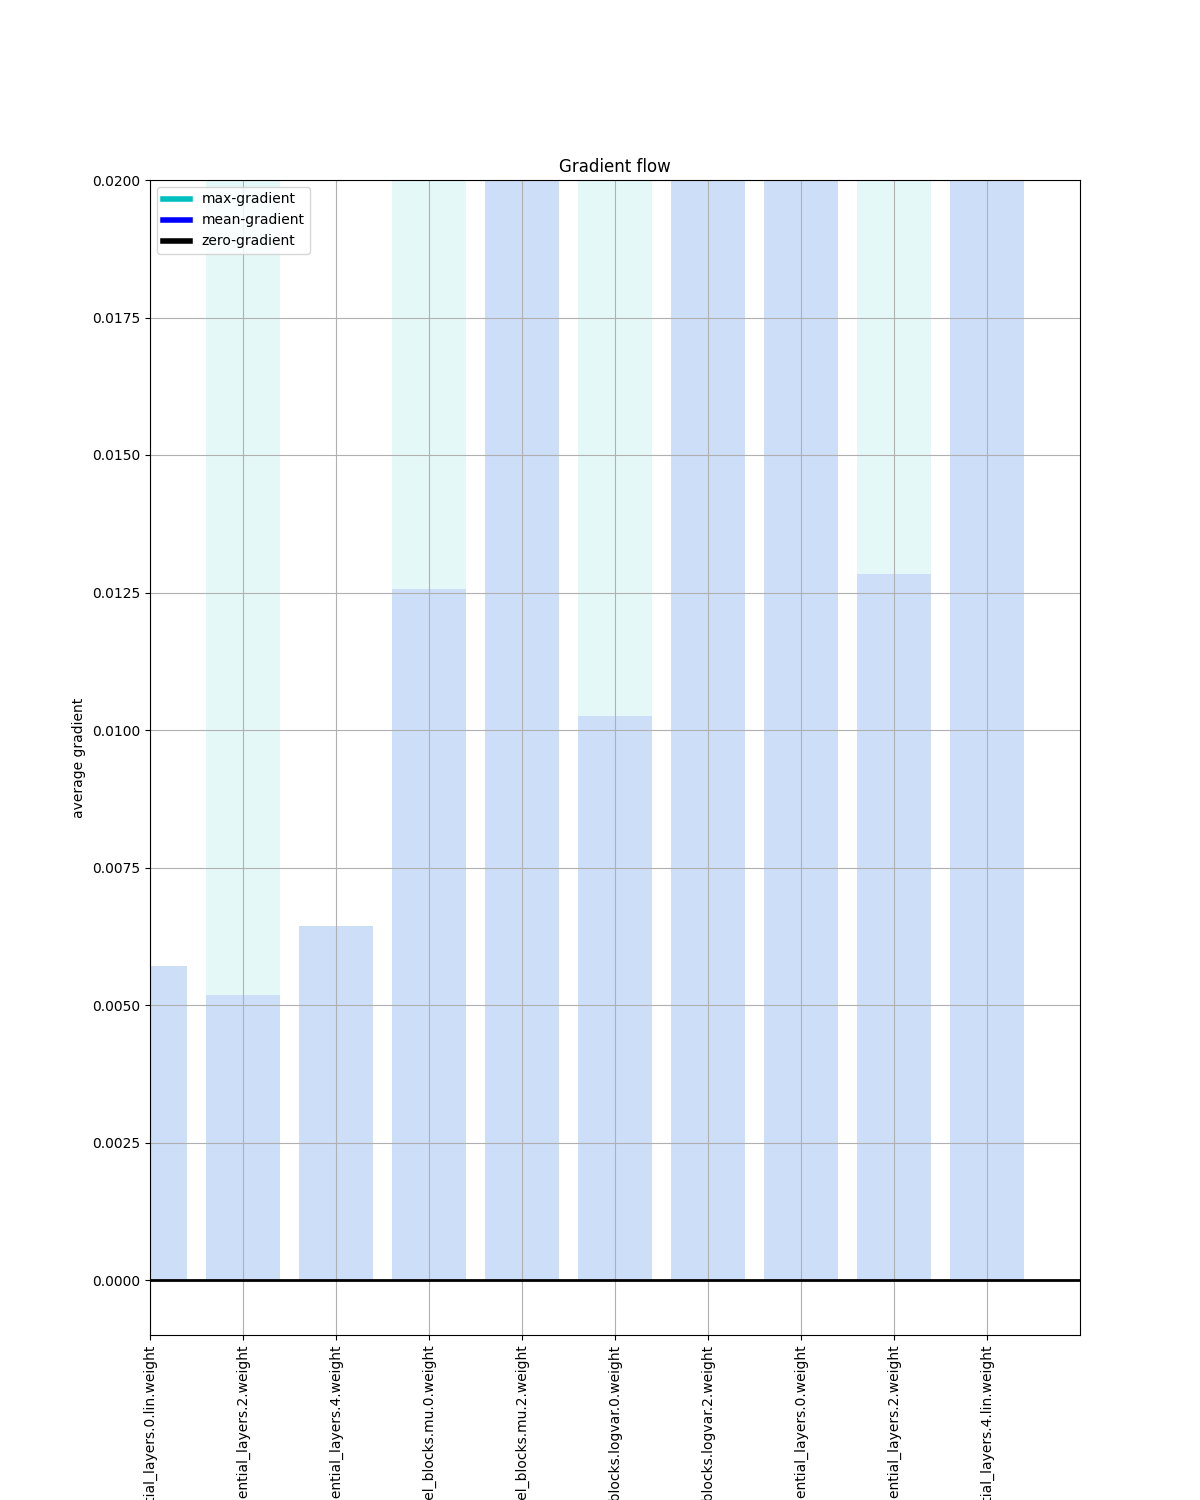 Gradient flow
max-gradient
mean-gradient
zero-gradient
0.0200
0.0175
0.0150
0.0125
0.0100
0.0075
0.0050
0.0025
0.0000
average gradient
tial_layers.0.lin.weight
ential_layers.2.weight
ential_layers.4.weight
el_blocks.mu.0.weight
el_blocks.mu.2.weight
blocks.logvar.0.weight
blocks.logvar.2.weight
ential_layers.0.weight
ential_layers.2.weight
tial_layers.4.lin.weight